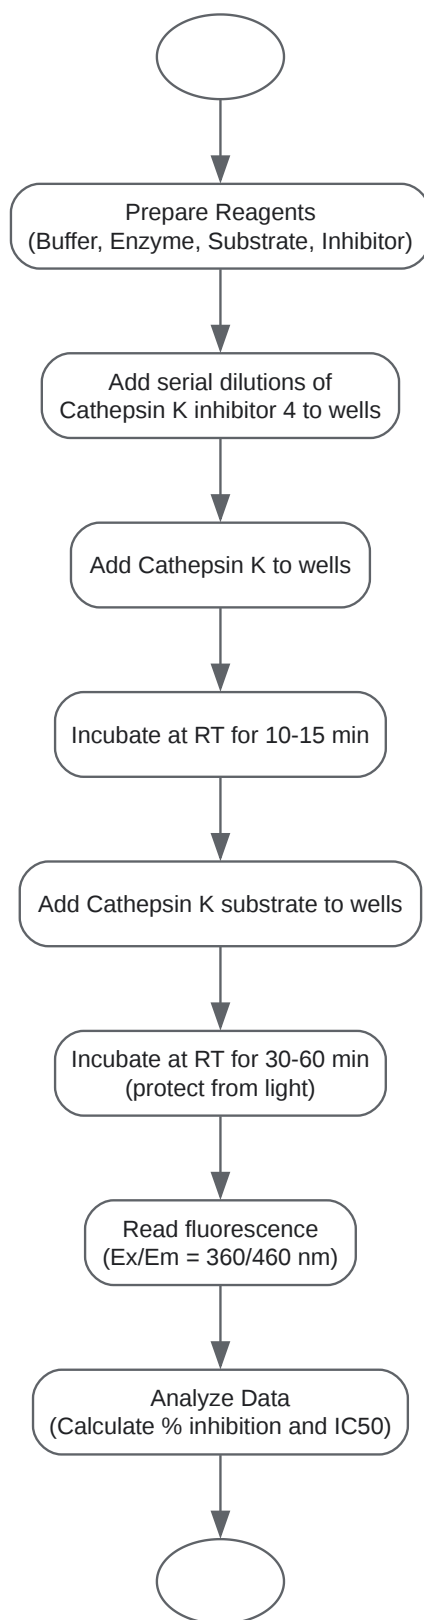 Prepare Reagents
(Buffer, Enzyme, Substrate, Inhibitor)
Add serial dilutions of
Cathepsin K inhibitor 4 to wells
Add Cathepsin K to wells
Incubate at RT for 10-15 min
Add Cathepsin K substrate to wells
Incubate at RT for 30-60 min
(protect from light)
Read fluorescence
(Ex/Em = 360/460 nm)
Analyze Data
(Calculate % inhibition and IC50)